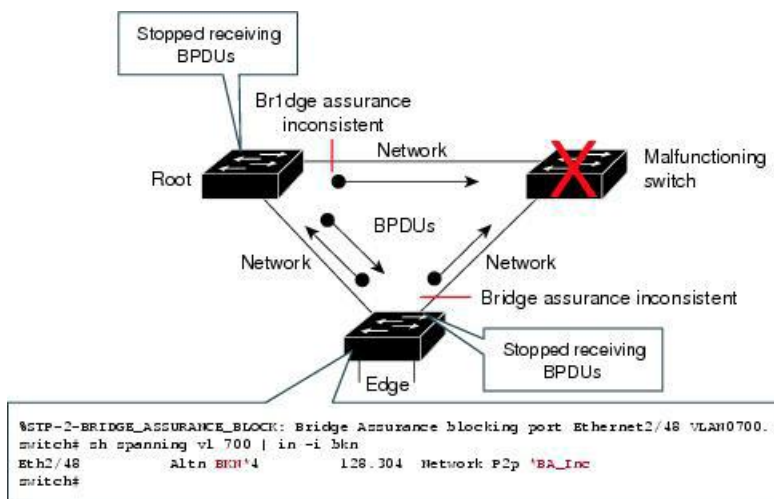 Stopped receiving
BPDUs
Br1dge assurance
inconsistent
Network
Root
Malfunctioning
switch
BPDUs
Network
Network
Bridge assurance inconsistent
Stopped receiving
BPDUs
Edge
%STP-2-BRIDGE_ASSURANCE_BLOCK: Bridge Assurance blocking port Ethernet2/48 VLAN0700.
switch# sh spanning vl 700 | in -i bkn
Eth2/48 Altn BKN*4 128.304 Network P2p *BA_Inc
switch#